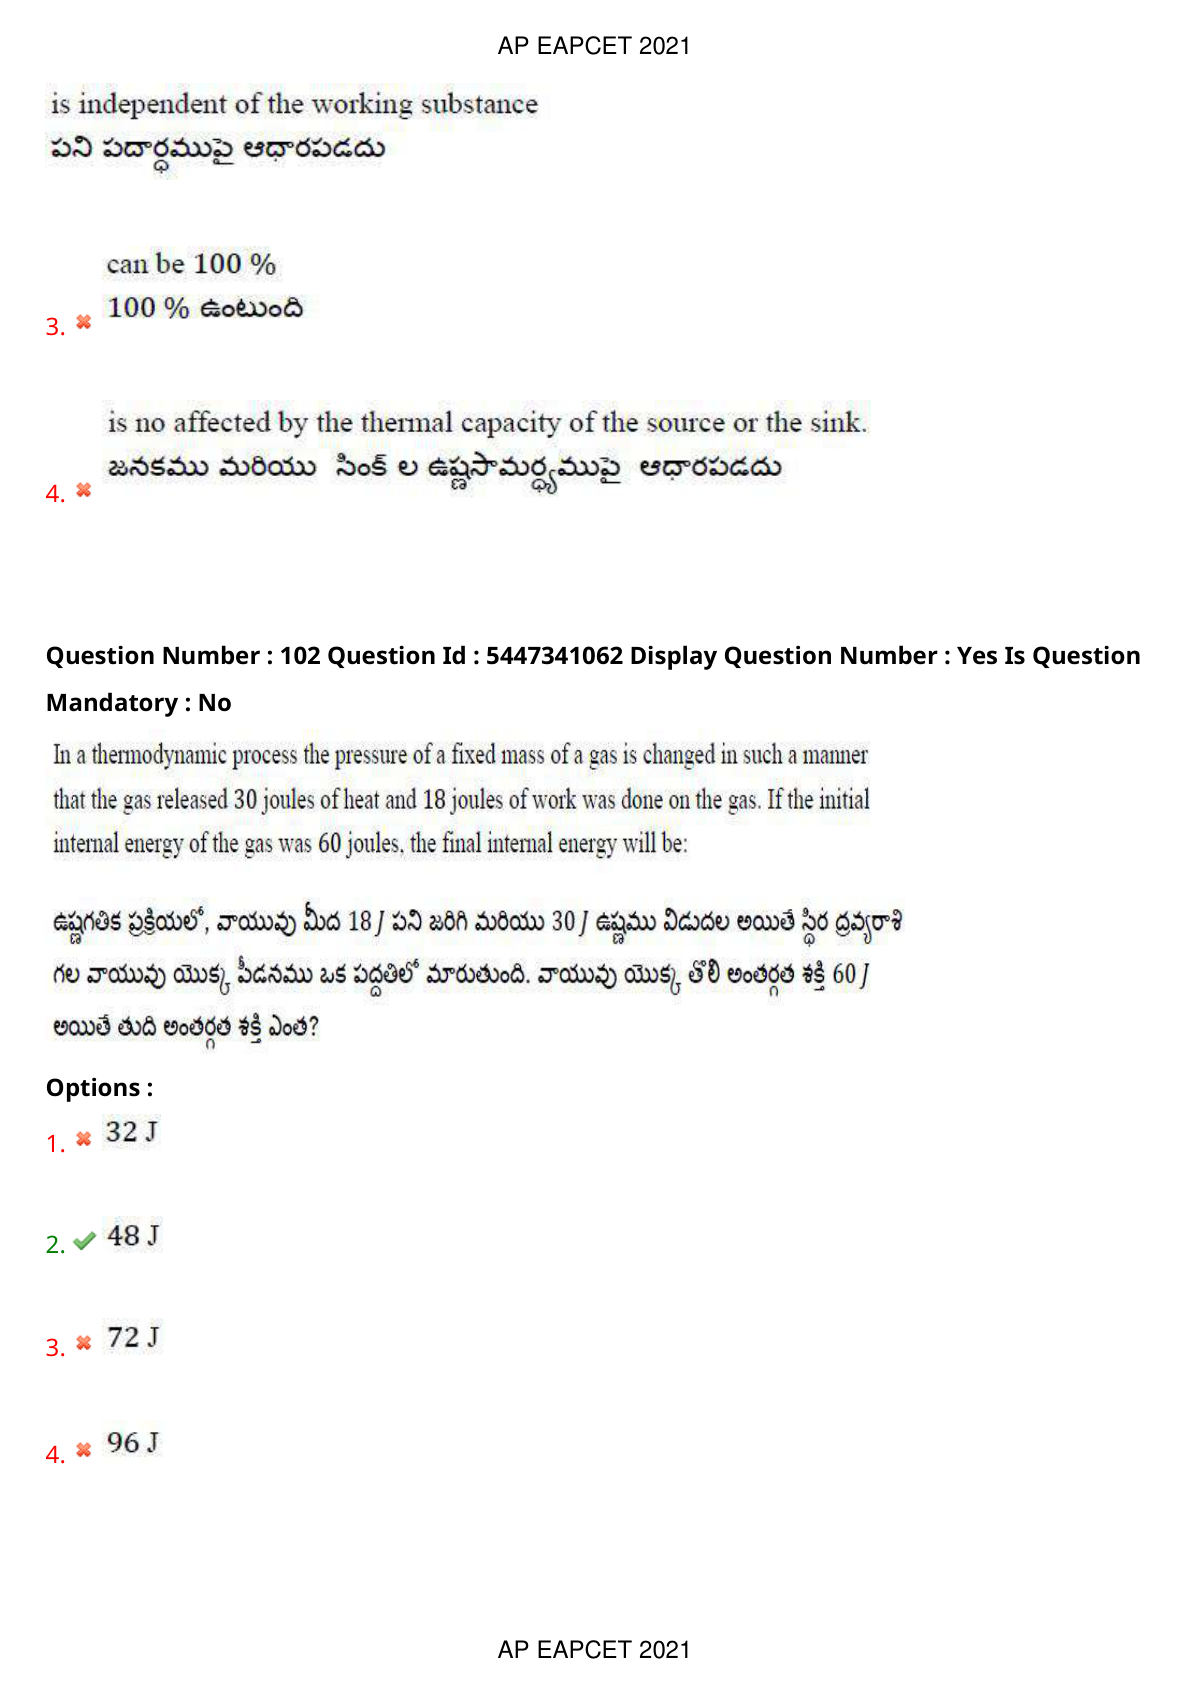 AP EAPCET 2021
is independent of the working substance
పని పదార్ధముపై ఆధారపడదు
can be 100 %
100 % ఉంటుంది
3.
is no affected by the thermal capacity of the source or the sink.
జనకము మరియు సింక్ ల ఉష్ణసామర్ధ్యముపై ఆధారపడదు
4.
Question Number : 102 Question Id : 5447341062 Display Question Number : Yes Is Question
Mandatory : No
In a thermodynamic process the pressure of a fixed mass of a gas is changed in such a manner
that the gas released 30 joules of heat and 18 joules of work was done on the gas. If the initial
internal energy of the gas was 60 joules, the final internal energy will be:
ఉష్ణగతిక ప్రక్రియలో, వాయువు మీద 18 J పని జరిగి మరియు 30 J ఉష్ణము విడుదల అయితే స్థిర ద్రవ్యరాశి
గల వాయువు యొక్క పీడనము ఒక పద్దతిలో మారుతుంది. వాయువు యొక్క తొలి అంతర్గత శక్తి 60 J
అయితే తుది అంతర్గత శక్తి ఎంత?
Options :
1. 32 J
2. 48 J
3. 72 J
4. 96 J
AP EAPCET 2021